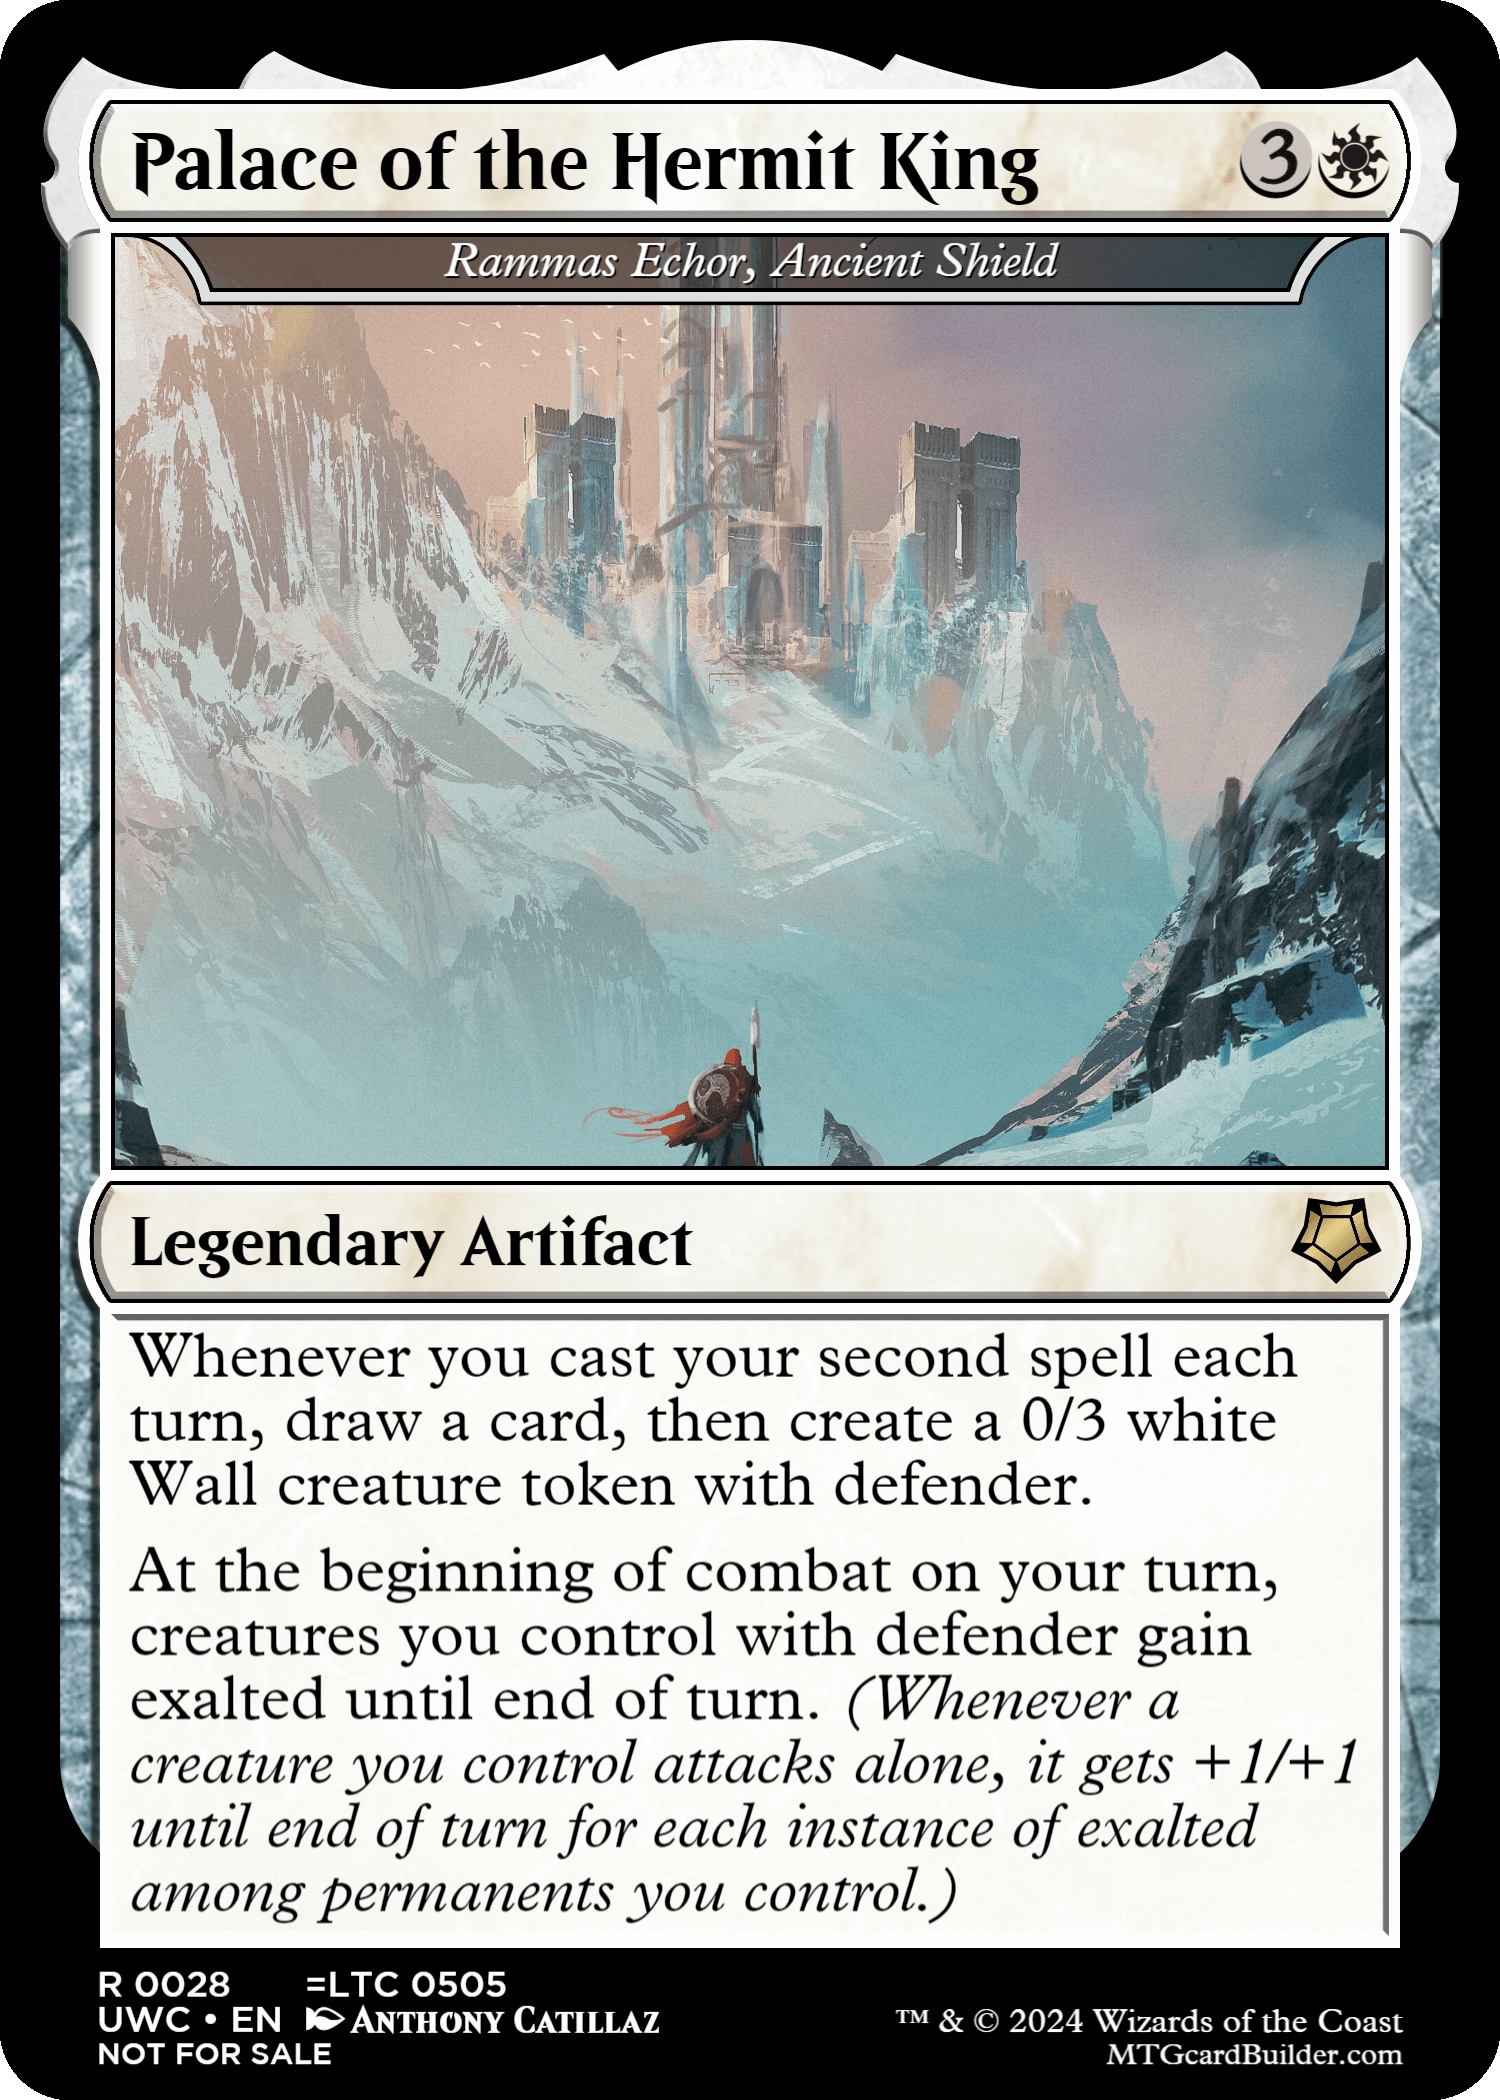 Palace of the Hermit King
3
Rammas Echor, Ancient Shield
Legendary Artifact
Whenever you cast your second spell each
turn, draw a card, then create a 0/3 white
Wall creature token with defender.
At the beginning of combat on your turn,
creatures you control with defender gain
exalted until end of turn. (Whenever a
creature you control attacks alone, it gets +1/+1
until end of turn for each instance of exalted
among permanents you control.)
R 0028 =LTC 0505
UWC • EN Anthony Catillaz
NOT FOR SALE
™ & © 2024 Wizards of the Coast
MTGcardBuilder.com